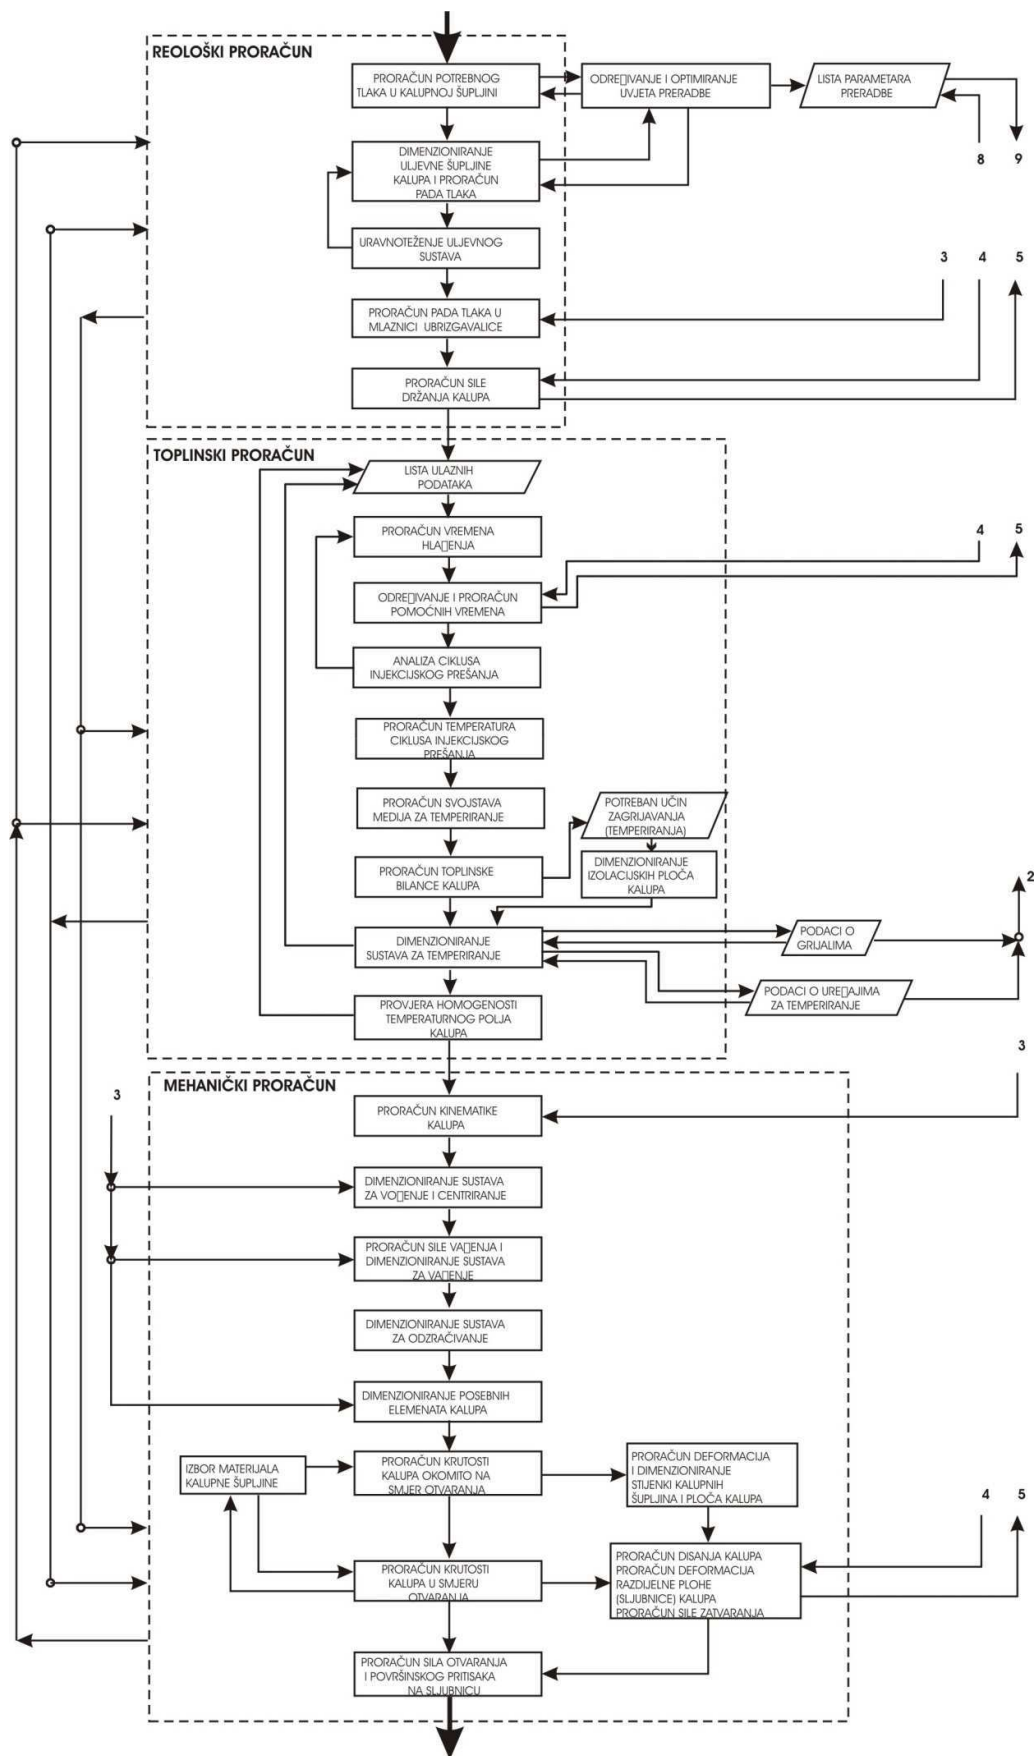 REOLOŠKI PRORAČUN
PRORAČUN POTREBNOG
TLAKA U KALUPNOJ ŠUPLJINI
ODRE▯IVANJE I OPTIMIRANJE
UVJETA PRERADBE
LISTA PARAMETARA
PRERADBE
8
9
DIMENZIONIRANJE
ULJEVNE ŠUPLJINE
KALUPA I PRORAČUN
PADA TLAKA
URAVNOTEŽENJE ULJEVNOG
SUSTAVA
3
4
5
PRORAČUN PADA TLAKA U
MLAZNICI UBRIZGAVALICE
PRORAČUN SILE
DRŽANJA KALUPA
TOPLINSKI PRORAČUN
LISTA ULAZNIH
PODATAKA
PRORAČUN VREMENA
HLA▯ENJA
4
5
ODRE▯IVANJE I PRORAČUN
POMOĆNIH VREMENA
ANALIZA CIKLUSA
INJEKCIJSKOG PREŠANJA
PRORAČUN TEMPERATURA
CIKLUSA INJEKCIJSKOG
PREŠANJA
PRORAČUN SVOJSTAVA
MEDIJA ZA TEMPERIRANJE
POTREBAN UČIN
ZAGRIJAVANJA
(TEMPERIRANJA)
PRORAČUN TOPLINSKE
BILANCE KALUPA
DIMENZIONIRANJE
IZOLACIJSKIH PLOČA
KALUPA
2
DIMENZIONIRANJE
SUSTAVA ZA TEMPERIRANJE
PODACI O
GRIJALIMA
PODACI O URE▯AJIMA
ZA TEMPERIRANJE
PROVJERA HOMOGENOSTI
TEMPERATURNOG POLJA
KALUPA
3
MEHANIČKI PRORAČUN
3
PRORAČUN KINEMATIKE
KALUPA
DIMENZIONIRANJE SUSTAVA
ZA VO▯ENJE I CENTRIRANJE
PRORAČUN SILE VA▯ENJA I
DIMENZIONIRANJE SUSTAVA
ZA VA▯ENJE
DIMENZIONIRANJE SUSTAVA
ZA ODZRAČIVANJE
DIMENZIONIRANJE POSEBNIH
ELEMENATA KALUPA
IZBOR MATERIJALA
KALUPNE ŠUPLJINE
PRORAČUN KRUTOSTI
KALUPA OKOMITO NA
SMJER OTVARANJA
PRORAČUN DEFORMACIJA
I DIMENZIONIRANJE
STIJENKI KALUPNIH
ŠUPLJINA I PLOČA KALUPA
4
5
PRORAČUN KRUTOSTI
KALUPA U SMJERU
OTVARANJA
PRORAČUN DISANJA KALUPA
PRORAČUN DEFORMACIJA
RAZDIJELNE PLOHE
(SLJUBNICE) KALUPA
PRORAČUN SILE ZATVARANJA
PRORAČUN SILA OTVARANJA
I POVRŠINSKOG PRITISAKA
NA SLJUBNICU